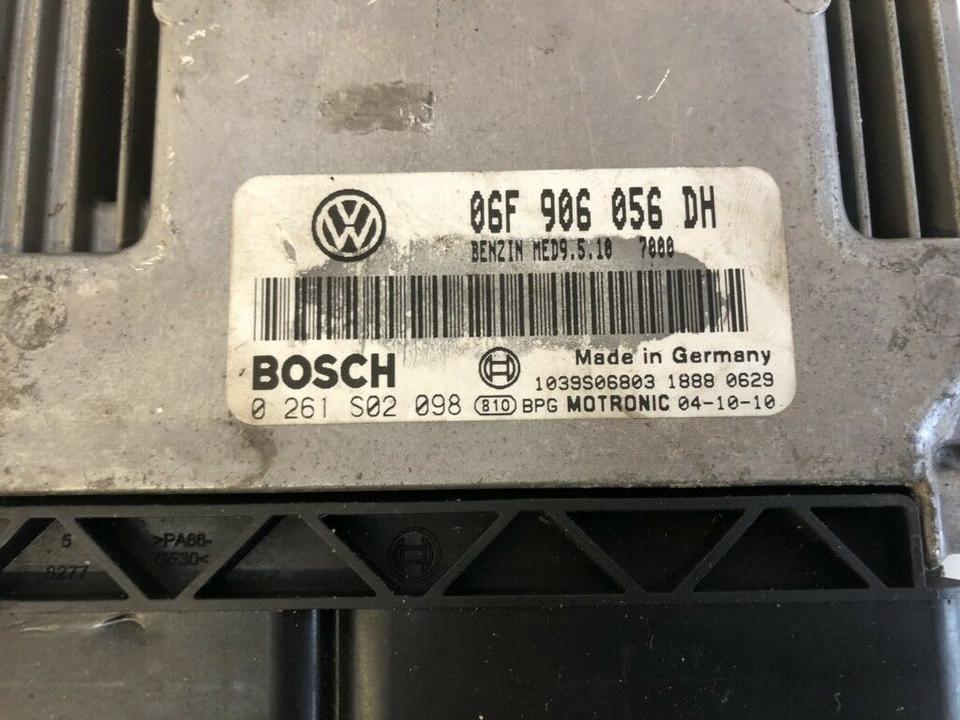 06F 906 056 DH
BENZIN MED9.5.10 7000
BOSCH
Made in Germany
1039S06803 1888 0629
0 261 S02 098 810 BPG MOTRONIC 04-10-10
5
>PA66-
GF30<
8277